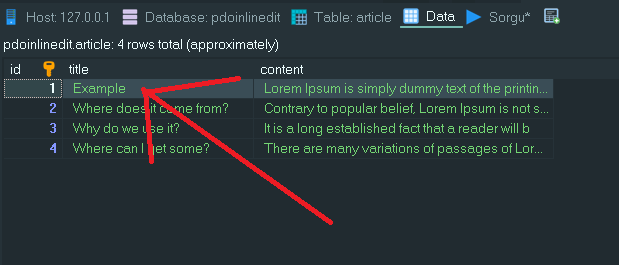 Host: 127.0.0.1 Database: pdoinlinedit Table: article Data Sorgu*
pdoinlinedit.article: 4 rows total (approximately)
id title content
1 Example Lorem Ipsum is simply dummy text of the printin...
2 Where does it come from? Contrary to popular belief, Lorem Ipsum is not s...
3 Why do we use it? It is a long established fact that a reader will b
4 Where can I get some? There are many variations of passages of Lor...